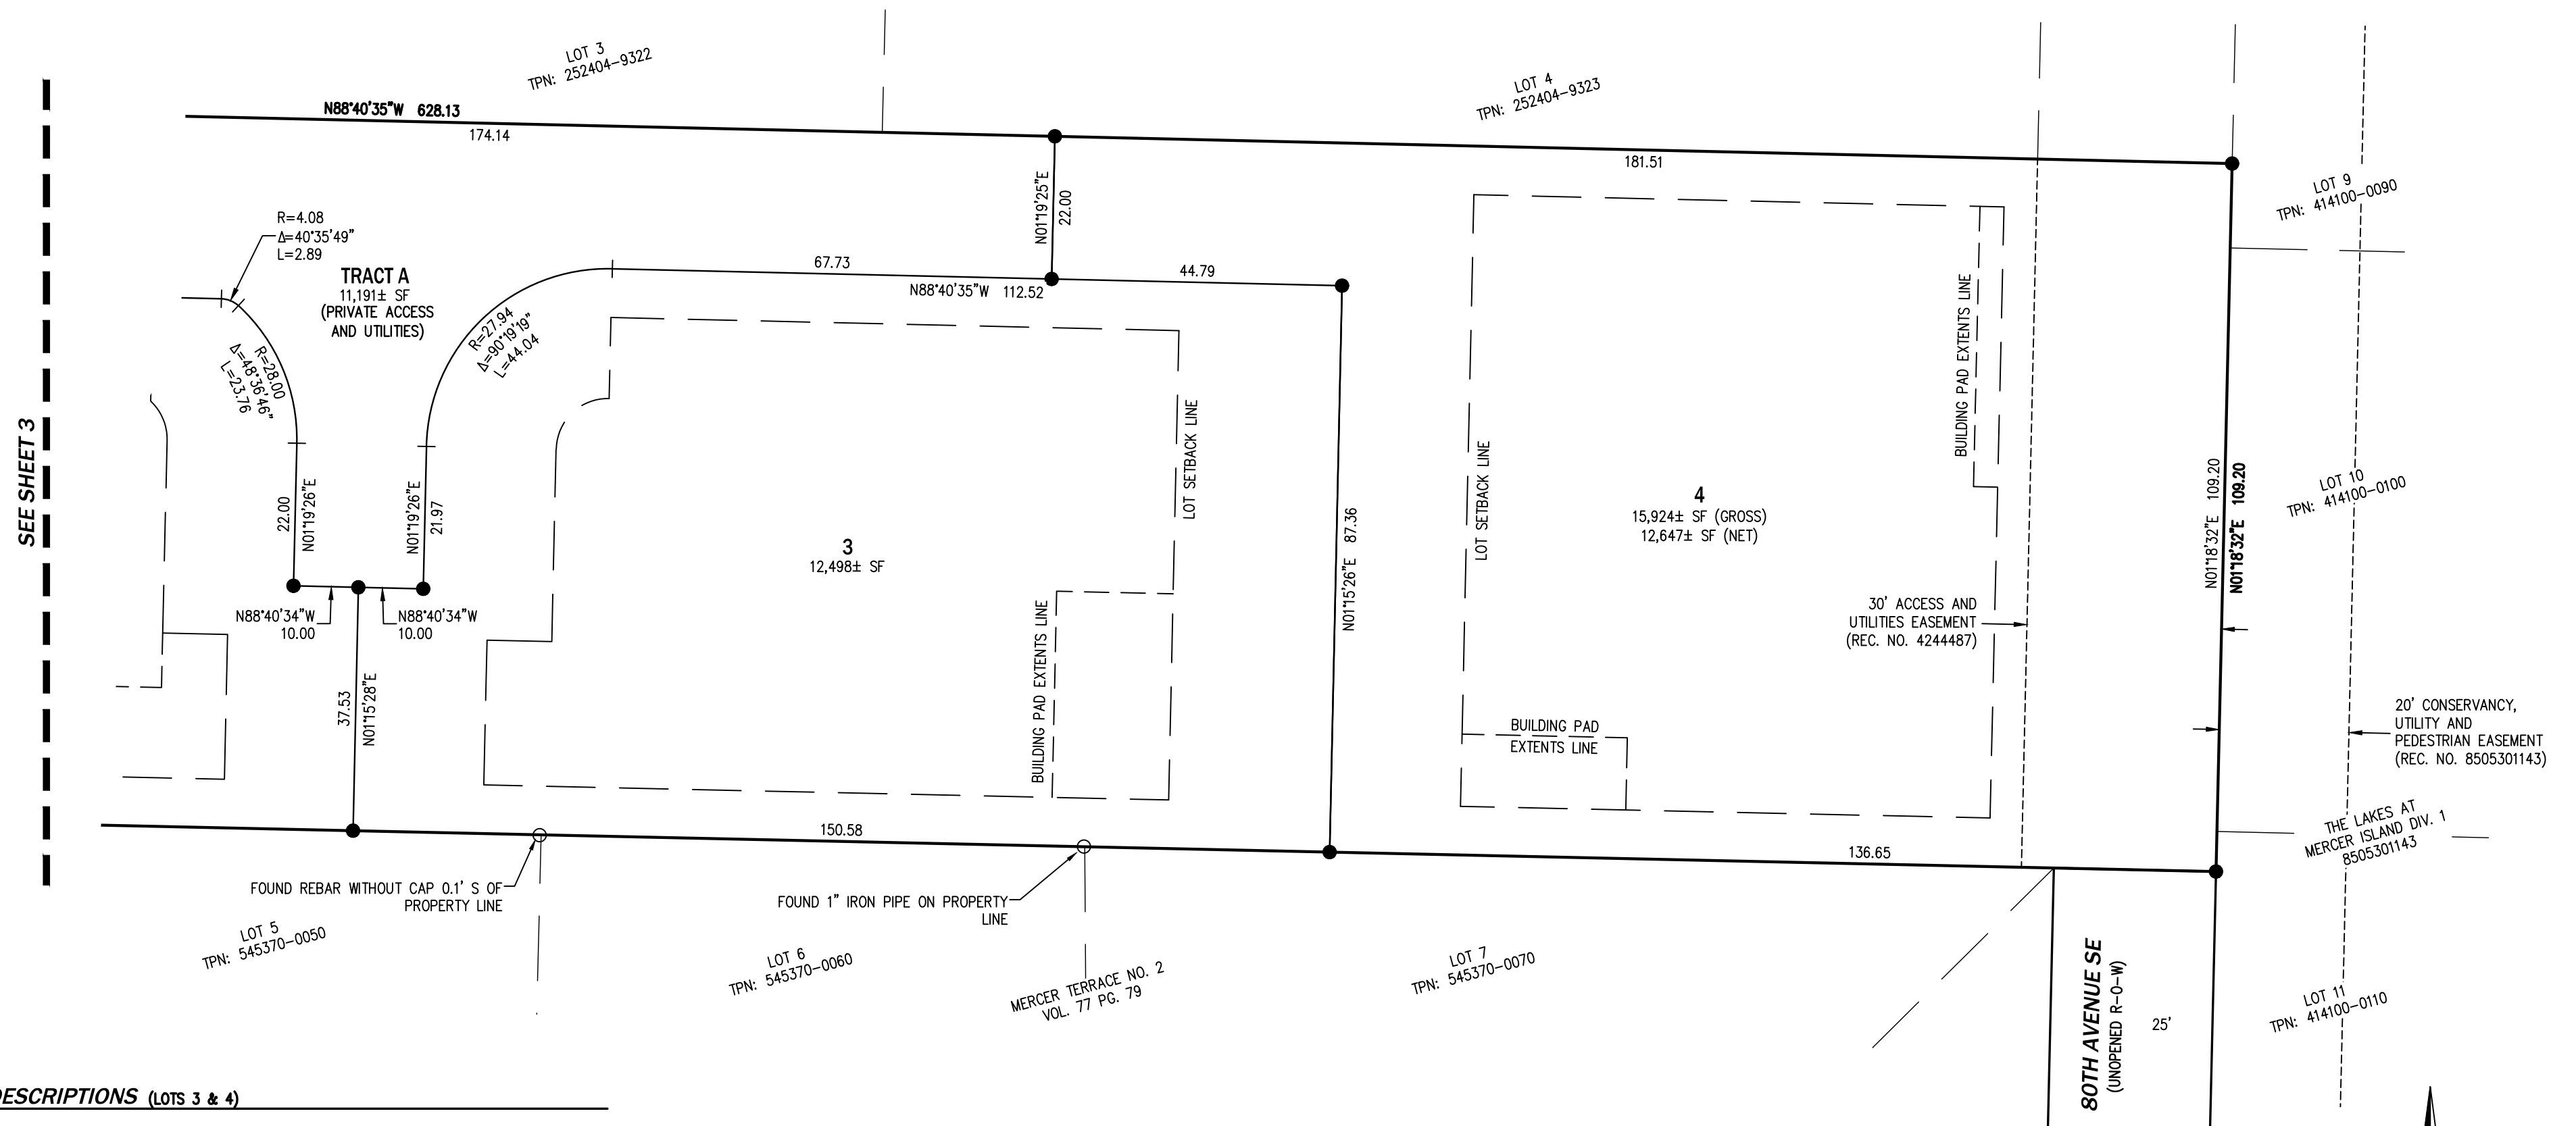 LOT 3
TPN: 252404-9322
LOT 4
TPN: 252404-9323
N88°40'35"W 628.13
174.14
181.51
LOT 9
TPN: 414100-0090
N01°19'25"E
22.00
R=4.08
Δ=40°35'49"
L=2.89
TRACT A
11,191± SF
(PRIVATE ACCESS
AND UTILITIES)
67.73
44.79
N88°40'35"W 112.52
R=27.94
Δ=90°19'19"
L=44.04
R=28.00
Δ=48°36'46"
L=23.76
SEE SHEET 3
LOT SETBACK LINE
LOT SETBACK LINE
BUILDING PAD EXTENTS LINE
22.00
N01°19'26"E
N01°19'26"E
21.97
3
12,498± SF
N01°15'26"E 87.36
4
15,924± SF (GROSS)
12,647± SF (NET)
N01°18'32"E 109.20
N01°18'32"E 109.20
LOT 10
TPN: 414100-0100
N88°40'34"W
10.00
N88°40'34"W
10.00
30' ACCESS AND
UTILITIES EASEMENT
(REC. NO. 4244487)
37.53
N01°15'28"E
BUILDING PAD EXTENTS LINE
BUILDING PAD
EXTENTS LINE
20' CONSERVANCY,
UTILITY AND
PEDESTRIAN EASEMENT
(REC. NO. 8505301143)
150.58
136.65
THE LAKES AT
MERCER ISLAND DIV. 1
8505301143
FOUND REBAR WITHOUT CAP 0.1' S OF
PROPERTY LINE
FOUND 1" IRON PIPE ON PROPERTY
LINE
LOT 5
TPN: 545370-0050
LOT 6
TPN: 545370-0060
MERCER TERRACE NO. 2
VOL. 77 PG. 79
LOT 7
TPN: 545370-0070
80TH AVENUE SE
(UNOPENED R-O-W)
25'
LOT 11
TPN: 414100-0110
DESCRIPTIONS (LOTS 3 & 4)